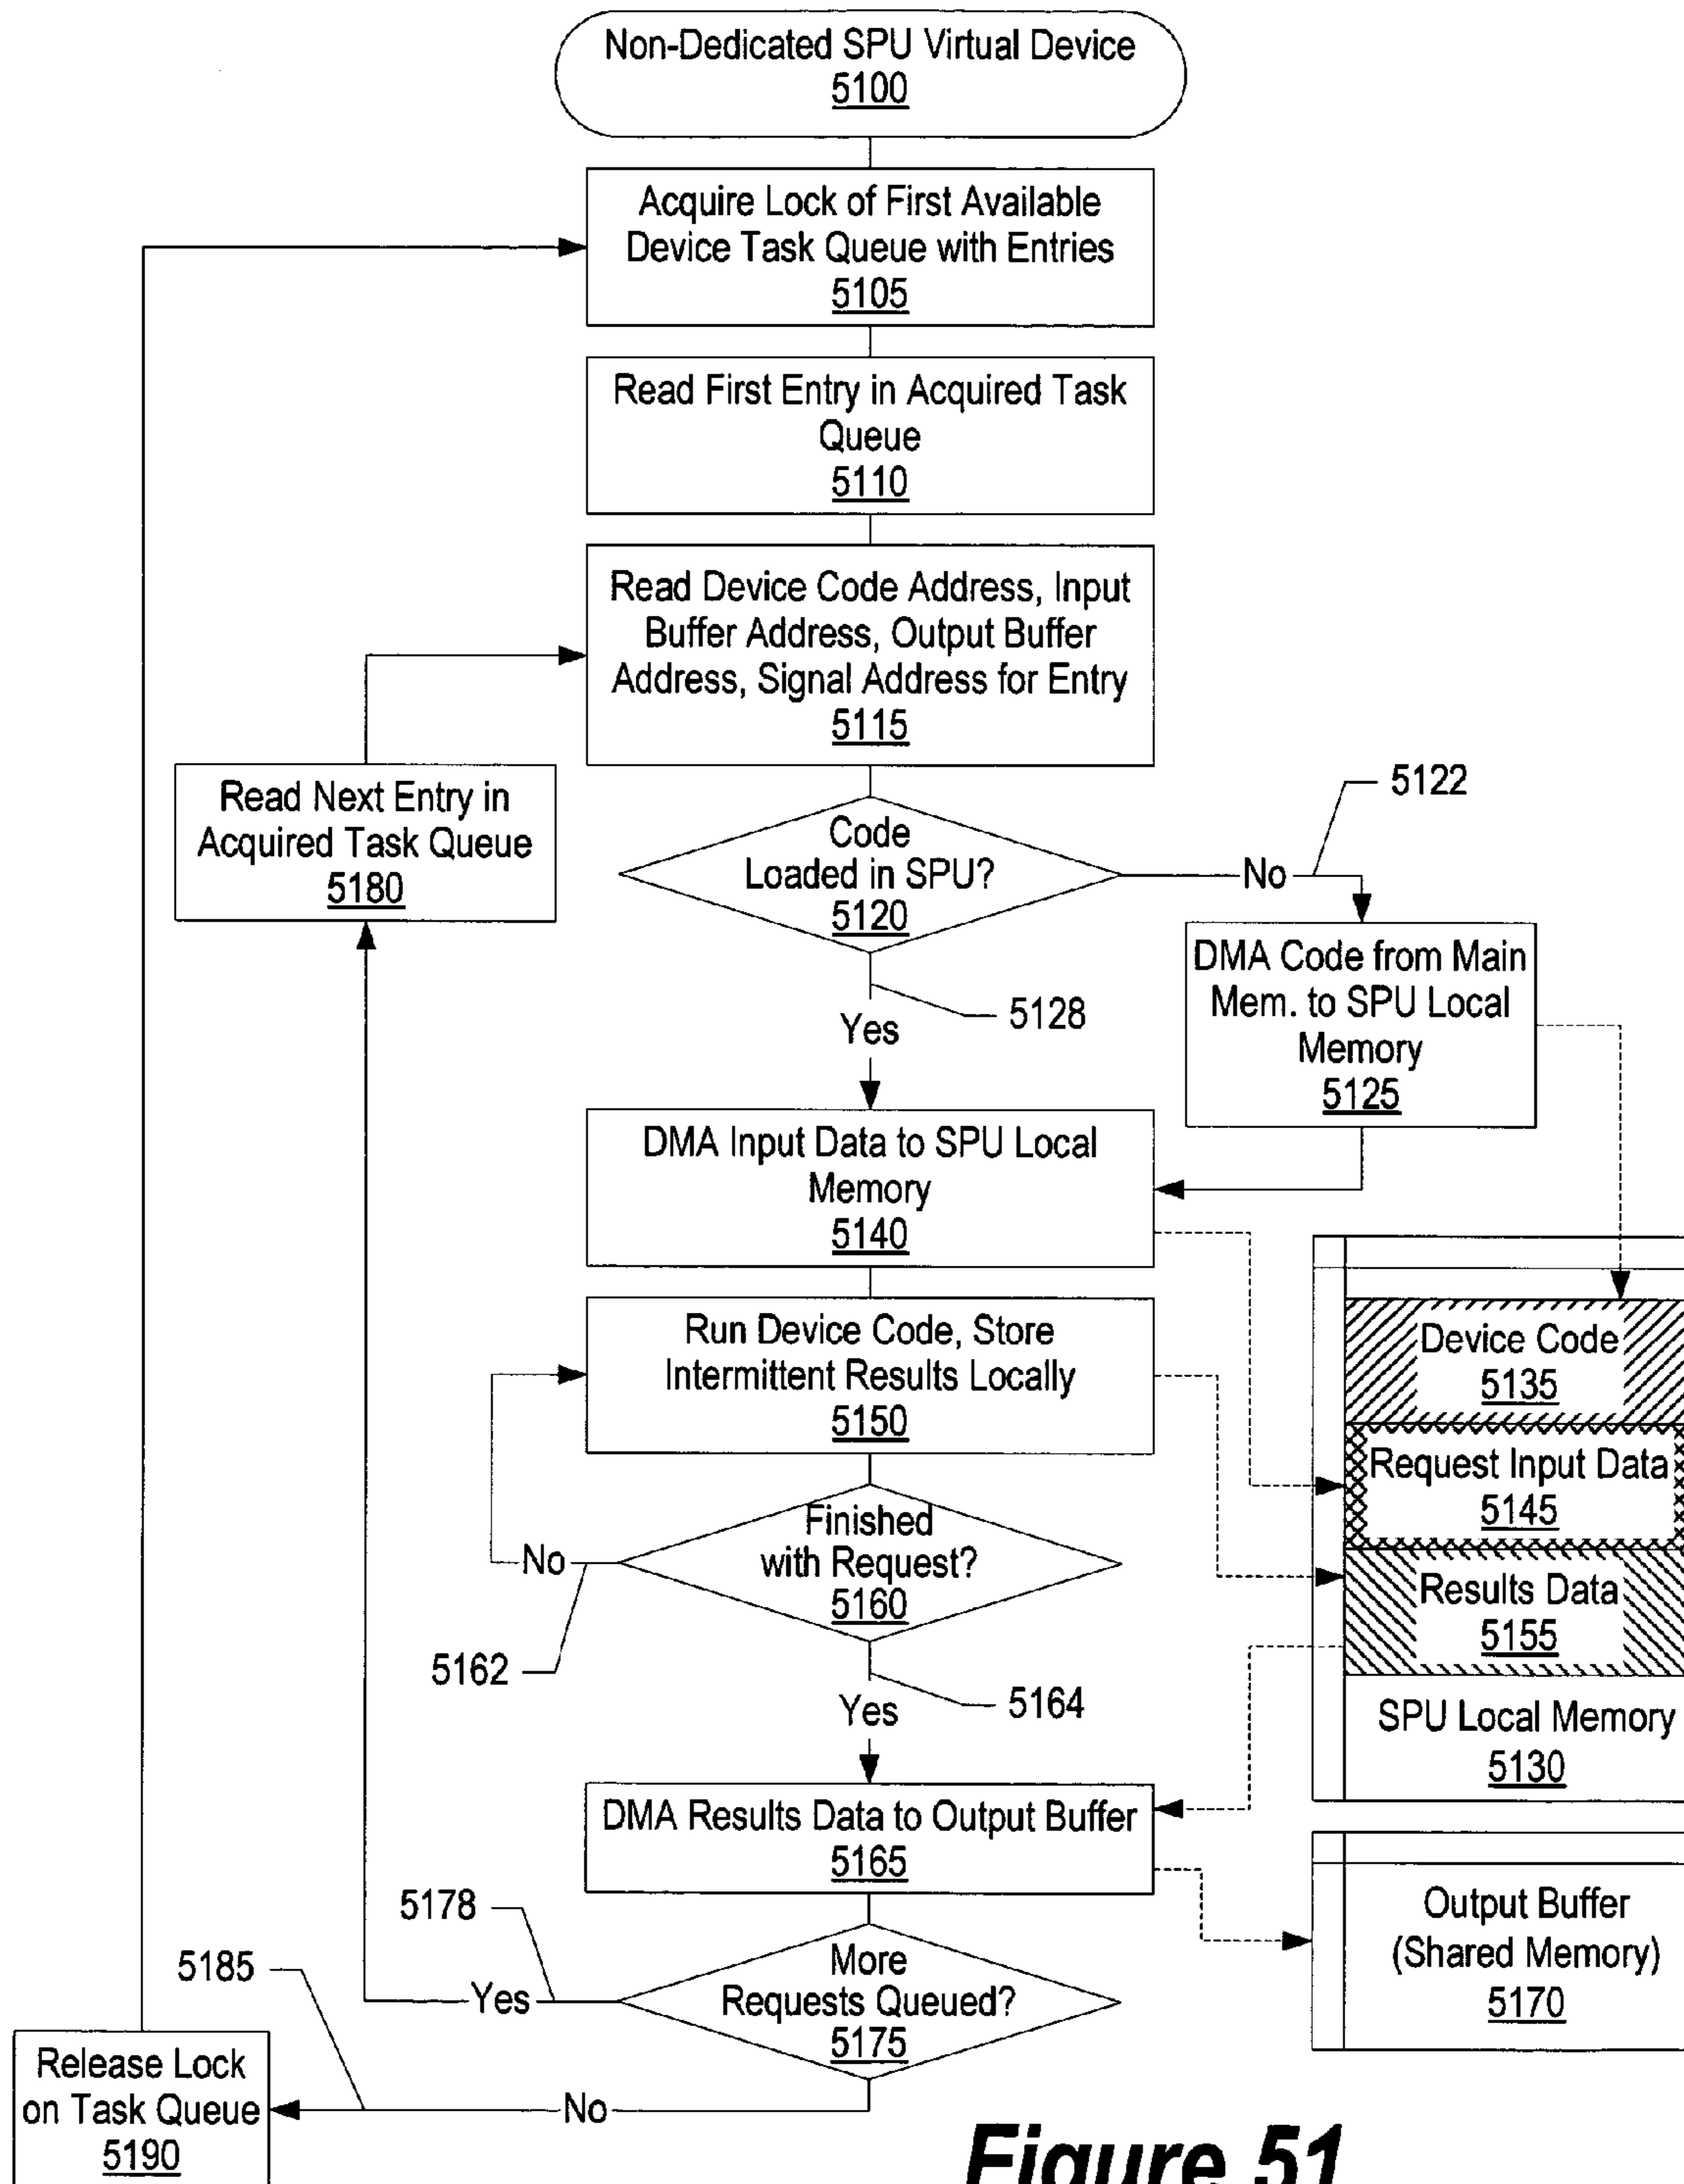 Non-Dedicated SPU Virtual Device
5100
Acquire Lock of First Available
Device Task Queue with Entries
5105
Read First Entry in Acquired Task
Queue
5110
Read Device Code Address, Input
Buffer Address, Output Buffer
Address, Signal Address for Entry
5115
Read Next Entry in
Acquired Task Queue
5180
Code
Loaded in SPU?
5120
No
5122
DMA Code from Main
Mem. to SPU Local
Memory
5125
5128
Yes
DMA Input Data to SPU Local
Memory
5140
Run Device Code, Store
Intermittent Results Locally
5150
Device Code
5135
Request Input Data
5145
Results Data
5155
SPU Local Memory
5130
Finished
with Request?
5160
No
5162
5164
Yes
DMA Results Data to Output Buffer
5165
Output Buffer
(Shared Memory)
5170
5178
More
Requests Queued?
5175
Yes
5185
No
Release Lock
on Task Queue
5190
Figure 51